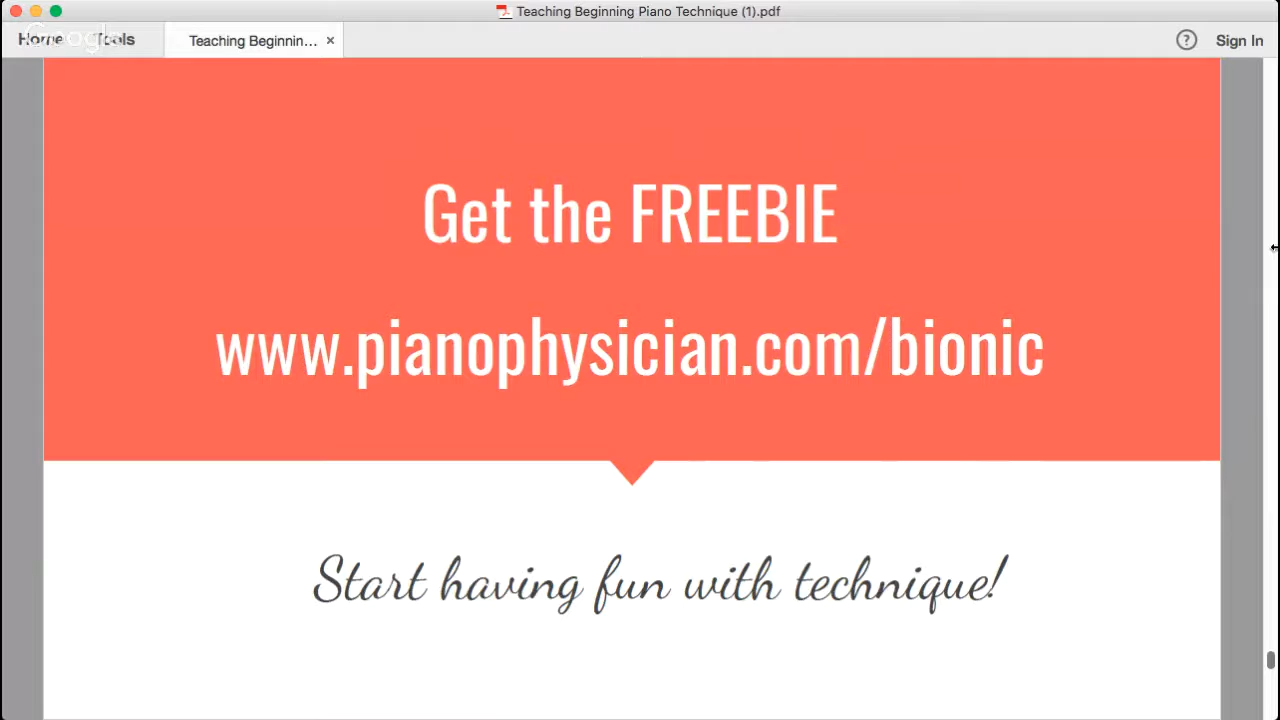 Teaching Beginning Piano Technique (1).pdf
Home Tools Teaching Beginnin... × ? Sign In
Google
Get the FREEBIE
www.pianophysician.com/bionic
Start having fun with technique!